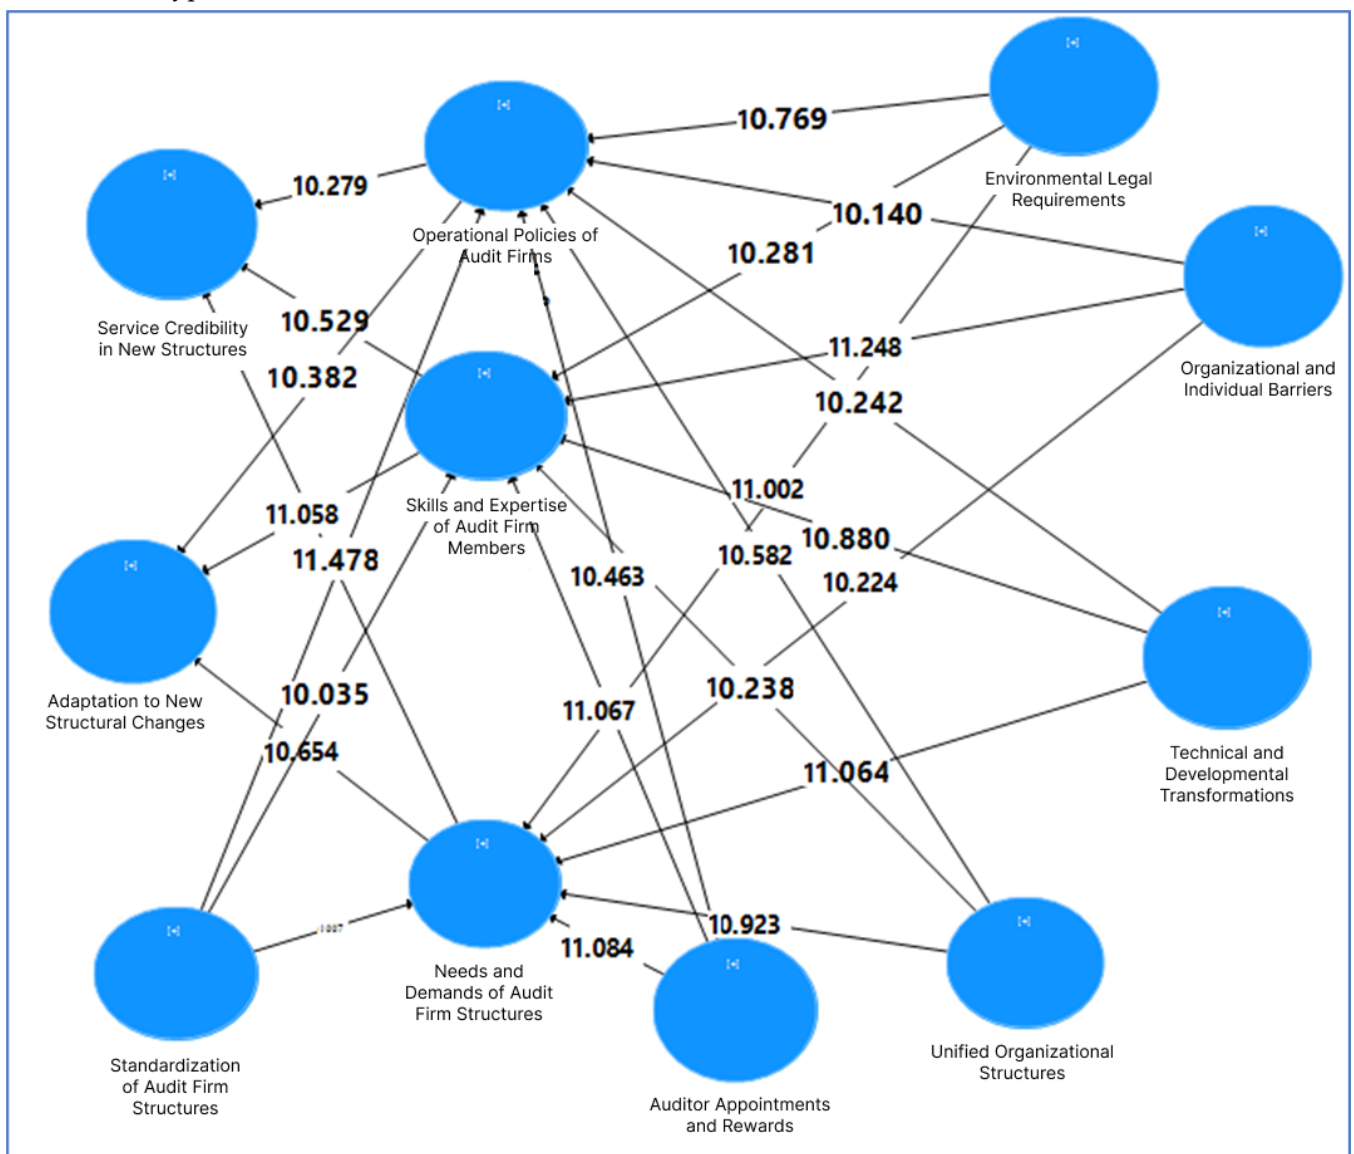 [+]
10.769
[+]
[+]
Environmental Legal
Requirements
10.279
10.140
[+]
Operational Policies of
Audit Firms
10.281
Service Credibility
in New Structures
10.529
11.248
Organizational and
Individual Barriers
10.382
[+]
10.242
11.002
Skills and Expertise
of Audit Firm
Members
11.058
10.880
11.478
10.582
[+]
10.463
10.224
[+]
Adaptation to New
Structural Changes
10.035
10.238
11.067
10.654
11.064
Technical and
Developmental
Transformations
[+]
[+]
10.923
[+]
11.084
[+]
Needs and
Demands of Audit
Firm Structures
Standardization
of Audit Firm
Structures
Unified Organizational
Structures
Auditor Appointments
and Rewards